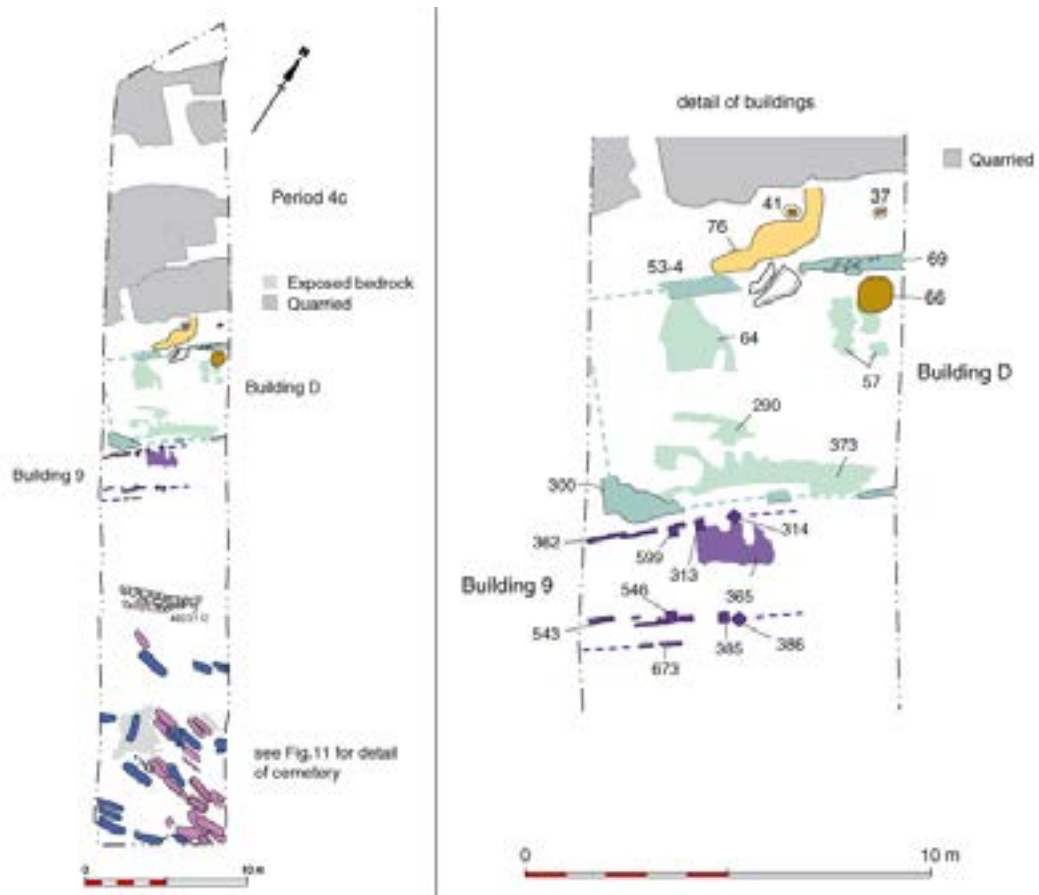 Period 4c
Exposed bedrock
Quarried
Building D
Building 9
see Fig.11 for detail
of cemetery
0 10 m
detail of buildings
Quarried
41
37
76
53-4
69
66
64
57
Building D
290
373
300
362
599
313
314
365
Building 9
546
543
385
386
673
0 10 m